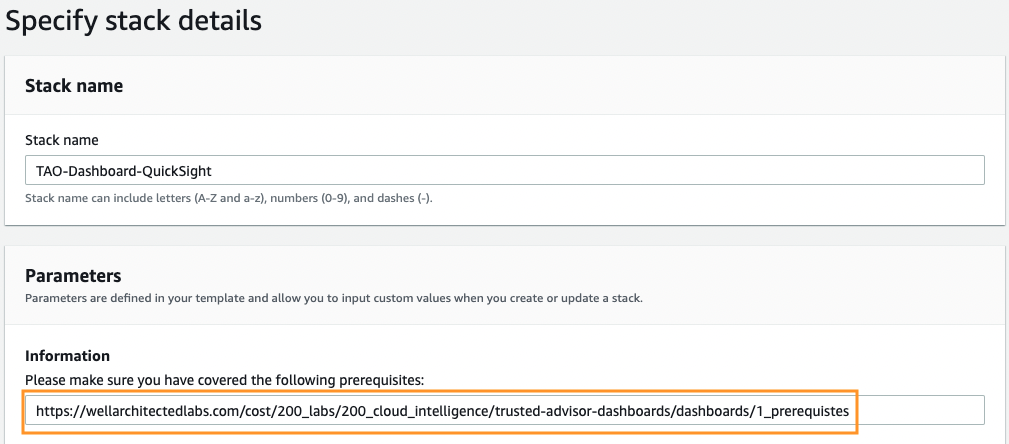 Specify stack details
Stack name
Stack name
TAO-Dashboard-QuickSight
Stack name can include letters (A-Z and a-z), numbers (0-9), and dashes (-).
Parameters
Parameters are defined in your template and allow you to input custom values when you create or update a stack.
Information
Please make sure you have covered the following prerequisites:
https://wellarchitectedlabs.com/cost/200_labs/200_cloud_intelligence/trusted-advisor-dashboards/dashboards/1_prerequistes